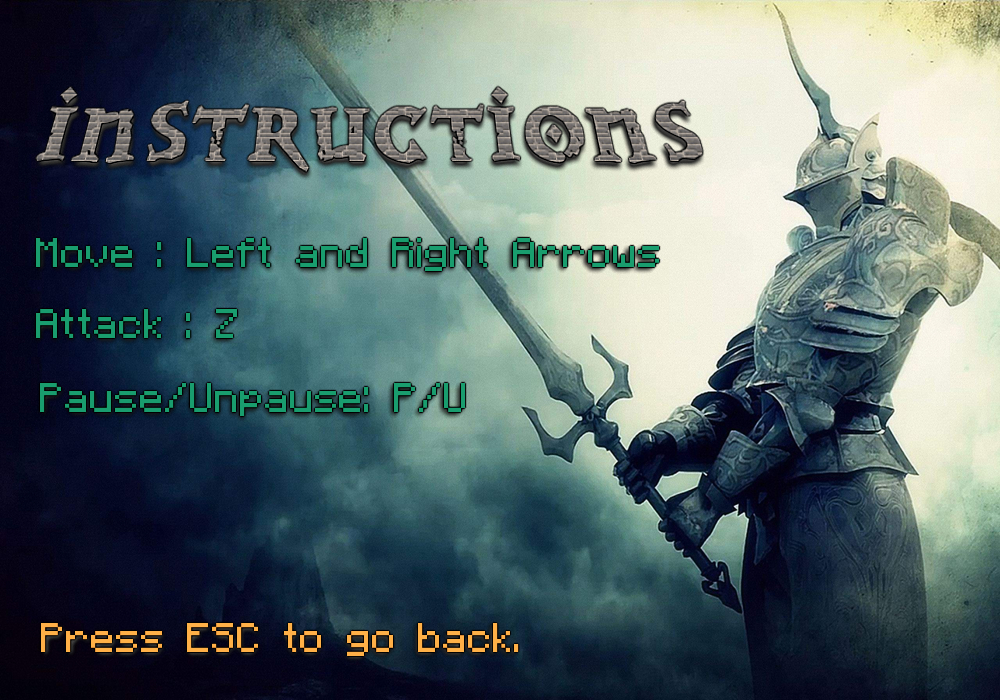 instructions
Move : Left and Right Arrows
Attack : Z
Pause/Unpause: P/U
Press ESC to go back.